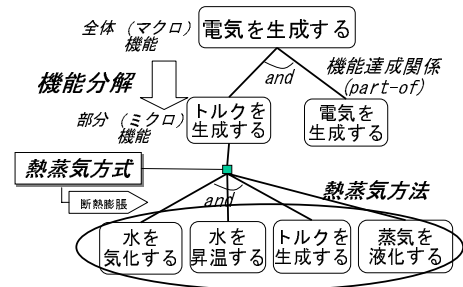 全体（マクロ）
機能
電気を生成する
機能分解
and
機能達成関係
(part-of)
部分（ミクロ）
機能
トルクを
生成する
電気を
生成する
熱蒸気方式
断熱膨脹
and
熱蒸気方法
水を
気化する
水を
昇温する
トルクを
生成する
蒸気を
液化する